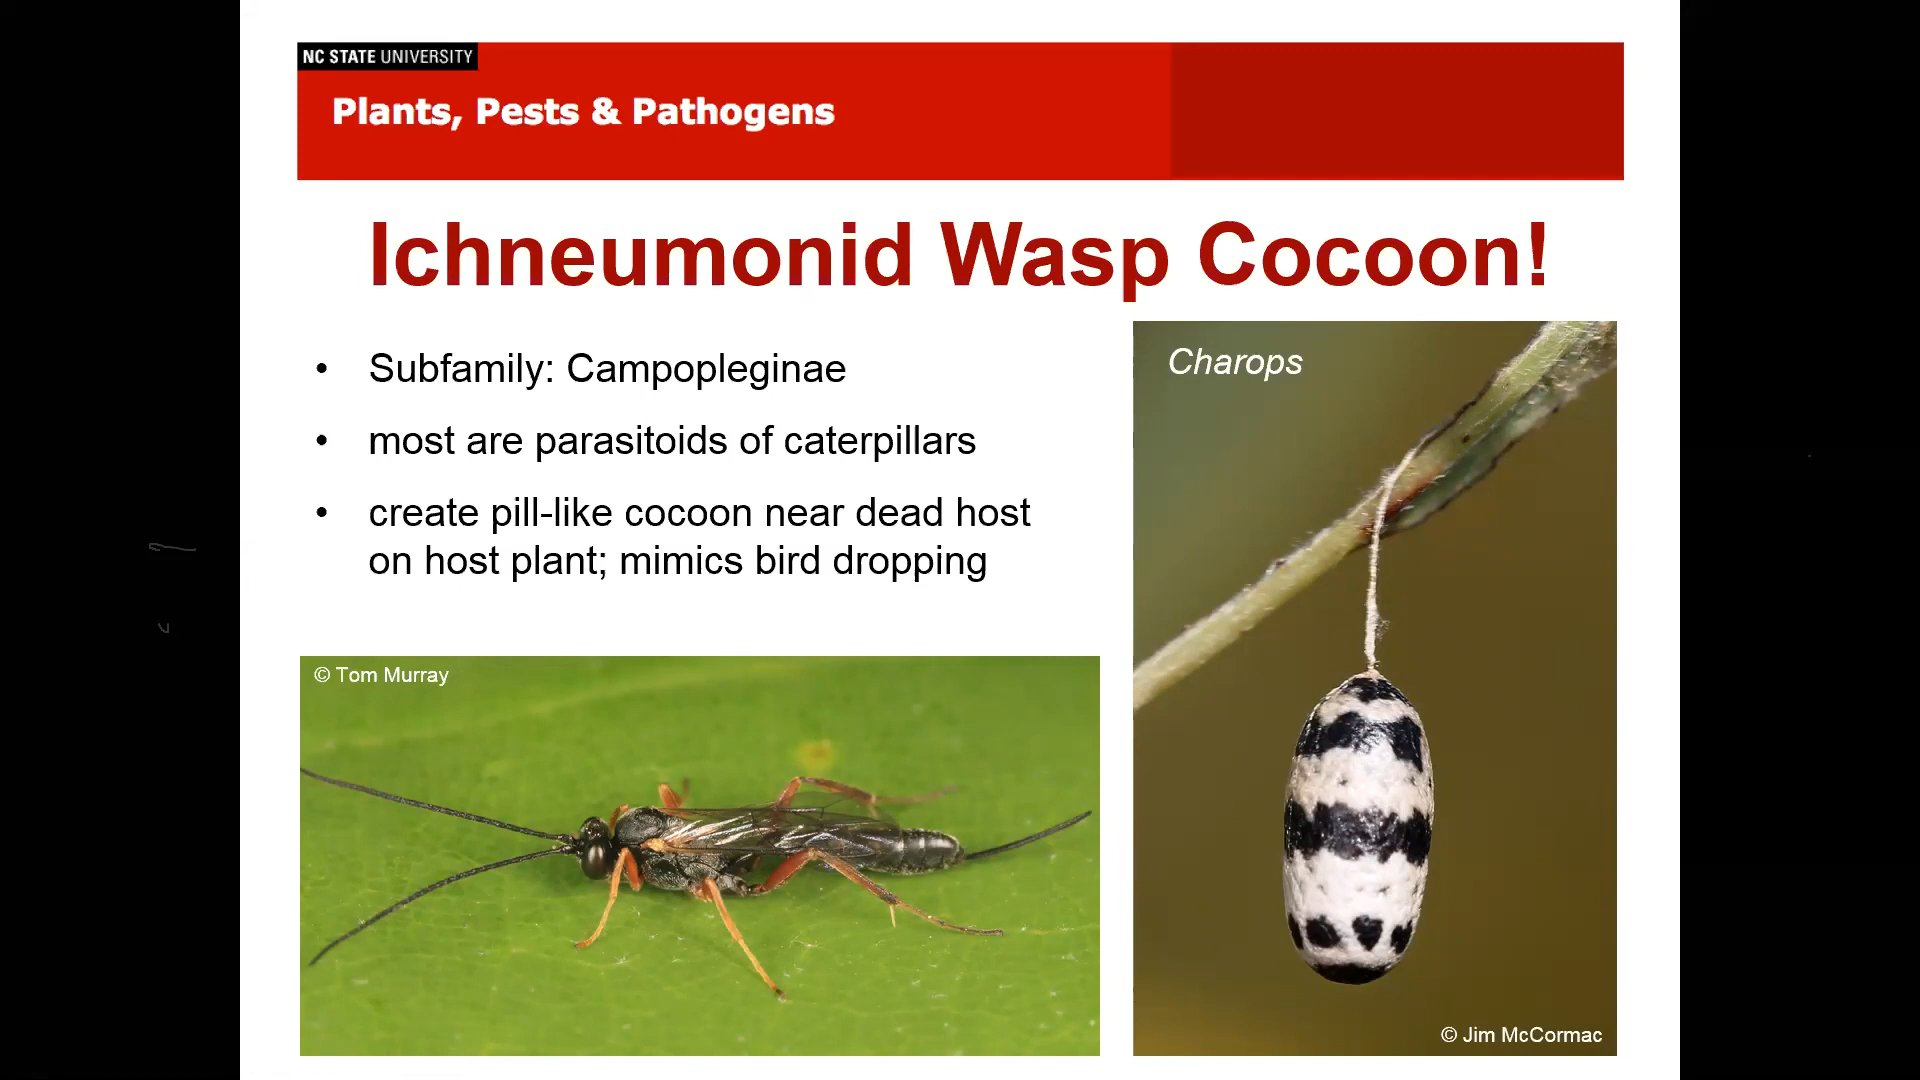 NC STATE UNIVERSITY
Plants, Pests & Pathogens
Ichneumonid Wasp Cocoon!
• Subfamily: Campopleginae
• most are parasitoids of caterpillars
• create pill-like cocoon near dead host
on host plant; mimics bird dropping
© Tom Murray
Charops
© Jim McCormac